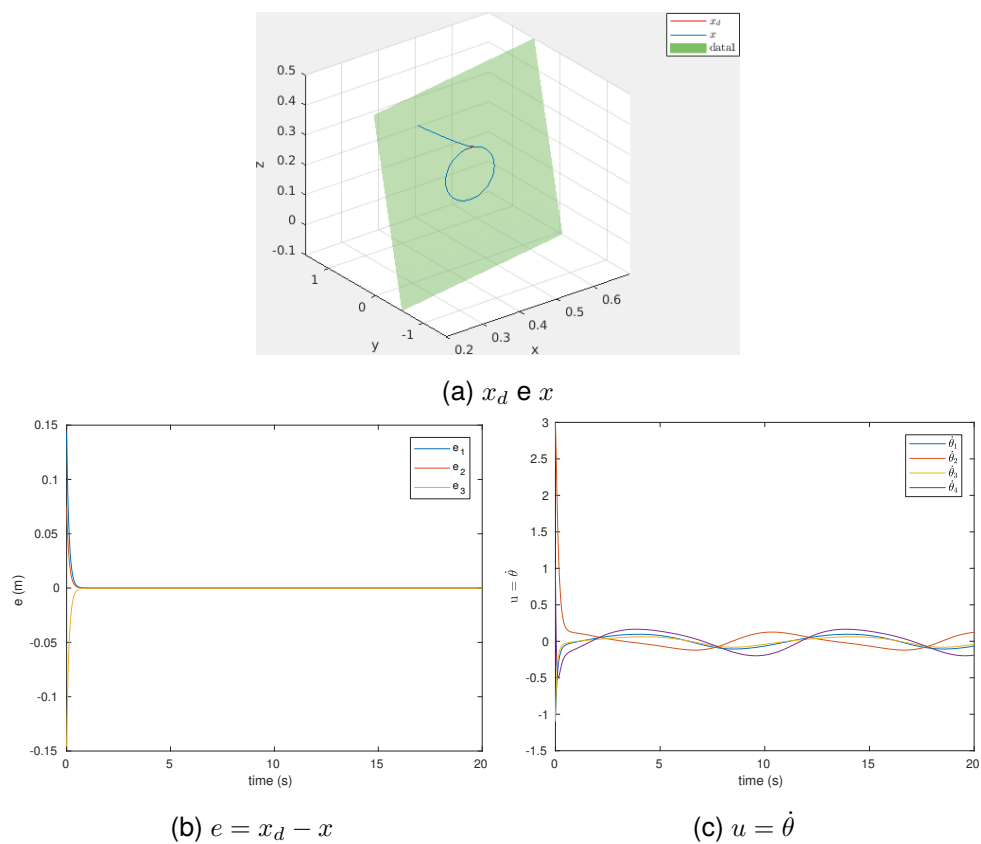 x_d
x
data1
0.5
0.4
0.3
0.2
0.1
0
-0.1
z
1
0
-1
y
0.2
0.3
0.4
0.5
0.6
x
(a) x_d e x
0.15
0.1
0.05
0
-0.05
-0.1
-0.15
e (m)
e_1
e_2
e_3
0 5 10 15 20
time (s)
(b) e = x_d − x
3
2.5
2
1.5
1
0.5
0
-0.5
-1
-1.5
u = θ̇
θ̇_1
θ̇_2
θ̇_3
θ̇_4
0 5 10 15 20
time (s)
(c) u = θ̇